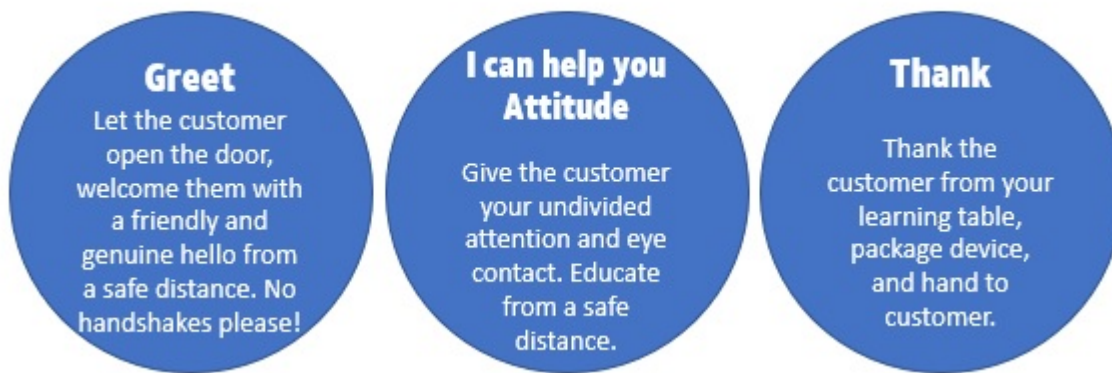 Greet
Let the customer
open the door,
welcome them with
a friendly and
genuine hello from
a safe distance. No
handshakes please!
I can help you
Attitude
Give the customer
your undivided
attention and eye
contact. Educate
from a safe
distance.
Thank
Thank the
customer from your
learning table,
package device,
and hand to
customer.